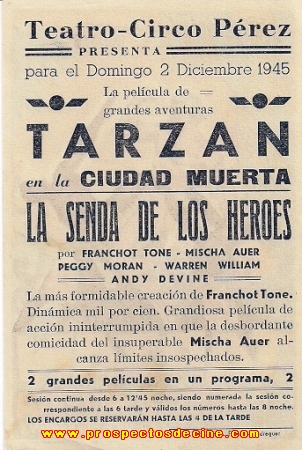 Teatro-Circo Pérez
PRESENTA
para el Domingo 2 Diciembre 1945
La película de
grandes aventuras
TARZAN
en la CIUDAD MUERTA
LA SENDA DE LOS HEROES
por FRANCHOT TONE - MISCHA AUER
PEGGY MORAN - WARREN WILLIAM
ANDY DEVINE
La más formidable creación de Franchot Tone.
Dinámica mil por cien. Grandiosa película de
acción ininterrumpida en que la desbordante
comicidad del insuperable Mischa Auer al-
canza límites insospechados.
2 grandes películas en un programa, 2
Sesión continua desde 6 a 12'45 noche, siendo numerada la sesión co-
rrespondiente a las 6 tarde y válidos los números hasta las 8 noche.
LOS ENCARGOS SE RESERVARÁN HASTA LAS 4 DE LA TARDE
www.prospectosdecine.com